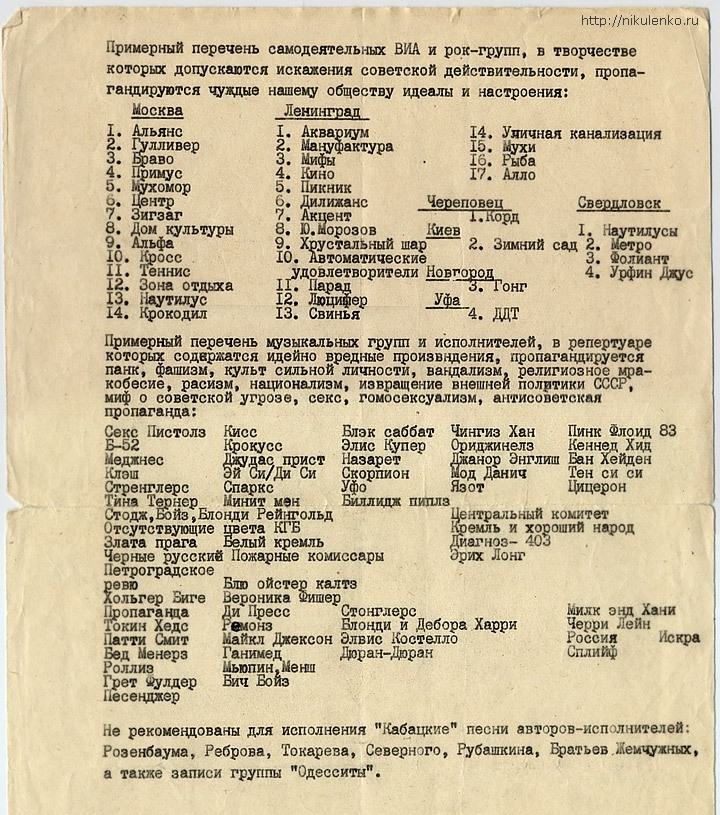 http://nikulenko.ru
Примерный перечень самодеятельных ВИА и рок-групп, в творчестве
которых допускаются искажения советской действительности, пропа-
гандируются чуждые нашему обществу идеалы и настроения:
Москва Ленинград
1. Альянс 1. Аквариум 14. Уличная канализация
2. Гулливер 2. Мануфактура 15. Мухи
3. Браво 3. Мифы 16. Рыба
4. Примус 4. Кино 17. Алло
5. Мухомор 5. Пикник
6. Центр 6. Дилижанс Череповец Свердловск
7. Зигзаг 7. Акцент 1. Корд
8. Дом культуры 8. Ю.Морозов Киев 1. Наутилусы
9. Альфа 9. Хрустальный шар 2. Зимний сад 2. Метро
10. Кросс 10. Автоматические 3. Фолиант
11. Теннис удовлетворители Новгород 4. Урфин Джус
12. Зона отдыха 11. Парад 3. Гонг
13. Наутилус 12. Люцифер Уфа
14. Крокодил 13. Свинья 4. ДДТ
Примерный перечень музыкальных групп и исполнителей, в репертуаре
которых содержатся идейно вредные произвндения, пропагандируется
панк, фашизм, культ сильной личности, вандализм, религиозное мра-
кобесие, расизм, национализм, извращение внешней политики СССР,
миф о советской угрозе, секс, гомосексуализм, антисоветская
пропаганда:
Секс Пистолз Кисс Блэк саббат Чингиз Хан Пинк Флоид 83
Б-52 Крокусс Элис Купер Ориджинелз Кеннед Хид
Меджнес Джудас прист Назарет Джанор Энглиш Ван Хейден
Клэш Эй Си/Ди Си Скорпион Мод Данич Тен си си
Стренглерс Спаркс Уфо Язот Цицерон
Тина Тернер Минит мен Биллидж пиплз
Стодж,Бойз,Блонди Рейнгольд Центральный комитет
Отсутствующие цвета КГБ Кремль и хороший народ
Злата прага Белый кремль Диагноз- 403
Черные русский Пожарные комиссары Эрих Лонг
Петроградское
ревю Блю ойстер калтз
Хольгер Биге Вероника Фишер
Пропаганда Ди Пресс Стонглерс Милк энд Хани
Токин Хедс Ремонз Блонди и Дебора Харри Черри Лейн
Патти Смит Майкл Джексон Элвис Костелло Россия Искра
Бед Менерз Ганимед Дюран-Дюран Сплийф
Роллиз Мьюпин,Менш
Грет Фулдер Бич Бойз
Песенджер
Не рекомендованы для исполнения "Кабацкие" песни авторов-исполнителей:
Розенбаума, Реброва, Токарева, Северного, Рубашкина, Братьев Жемчужных,
а также записи группы "Одесситы".